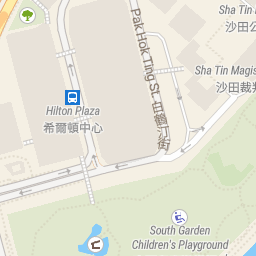 Sha Tin
沙田公
Pak Hok Ting St. 白鶴汀街
Sha Tin Magis
沙田裁判
Hilton Plaza
希爾頓中心
South Garden
Children's Playground